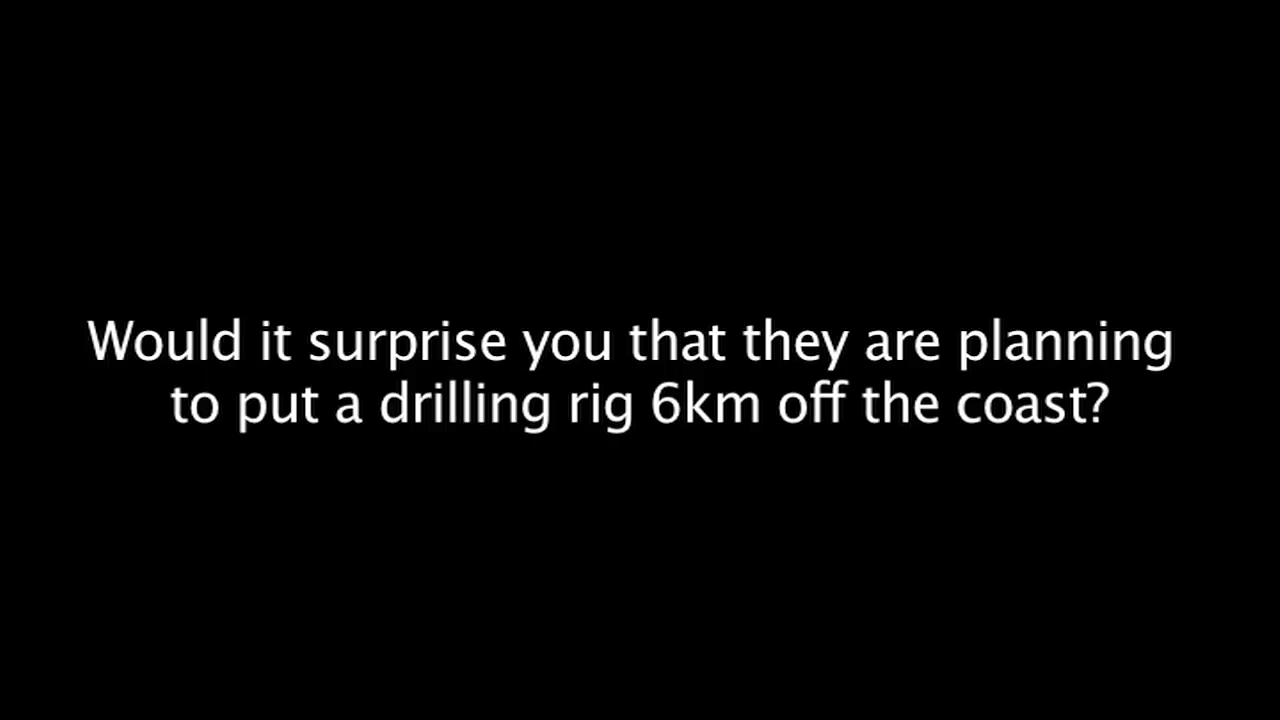 Would it surprise you that they are planning
to put a drilling rig 6km off the coast?